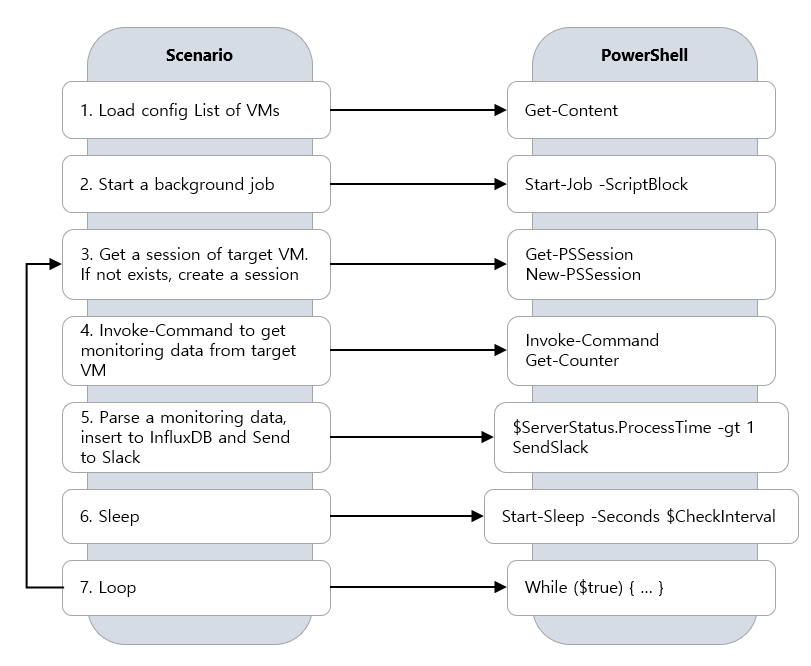 Scenario
PowerShell
1. Load config List of VMs
Get-Content
2. Start a background job
Start-Job -ScriptBlock
3. Get a session of target VM.
If not exists, create a session
Get-PSSession
New-PSSession
4. Invoke-Command to get
monitoring data from target
VM
Invoke-Command
Get-Counter
5. Parse a monitoring data,
insert to InfluxDB and Send
to Slack
$ServerStatus.ProcessTime -gt 1
SendSlack
6. Sleep
Start-Sleep -Seconds $CheckInterval
7. Loop
While ($true) { ... }